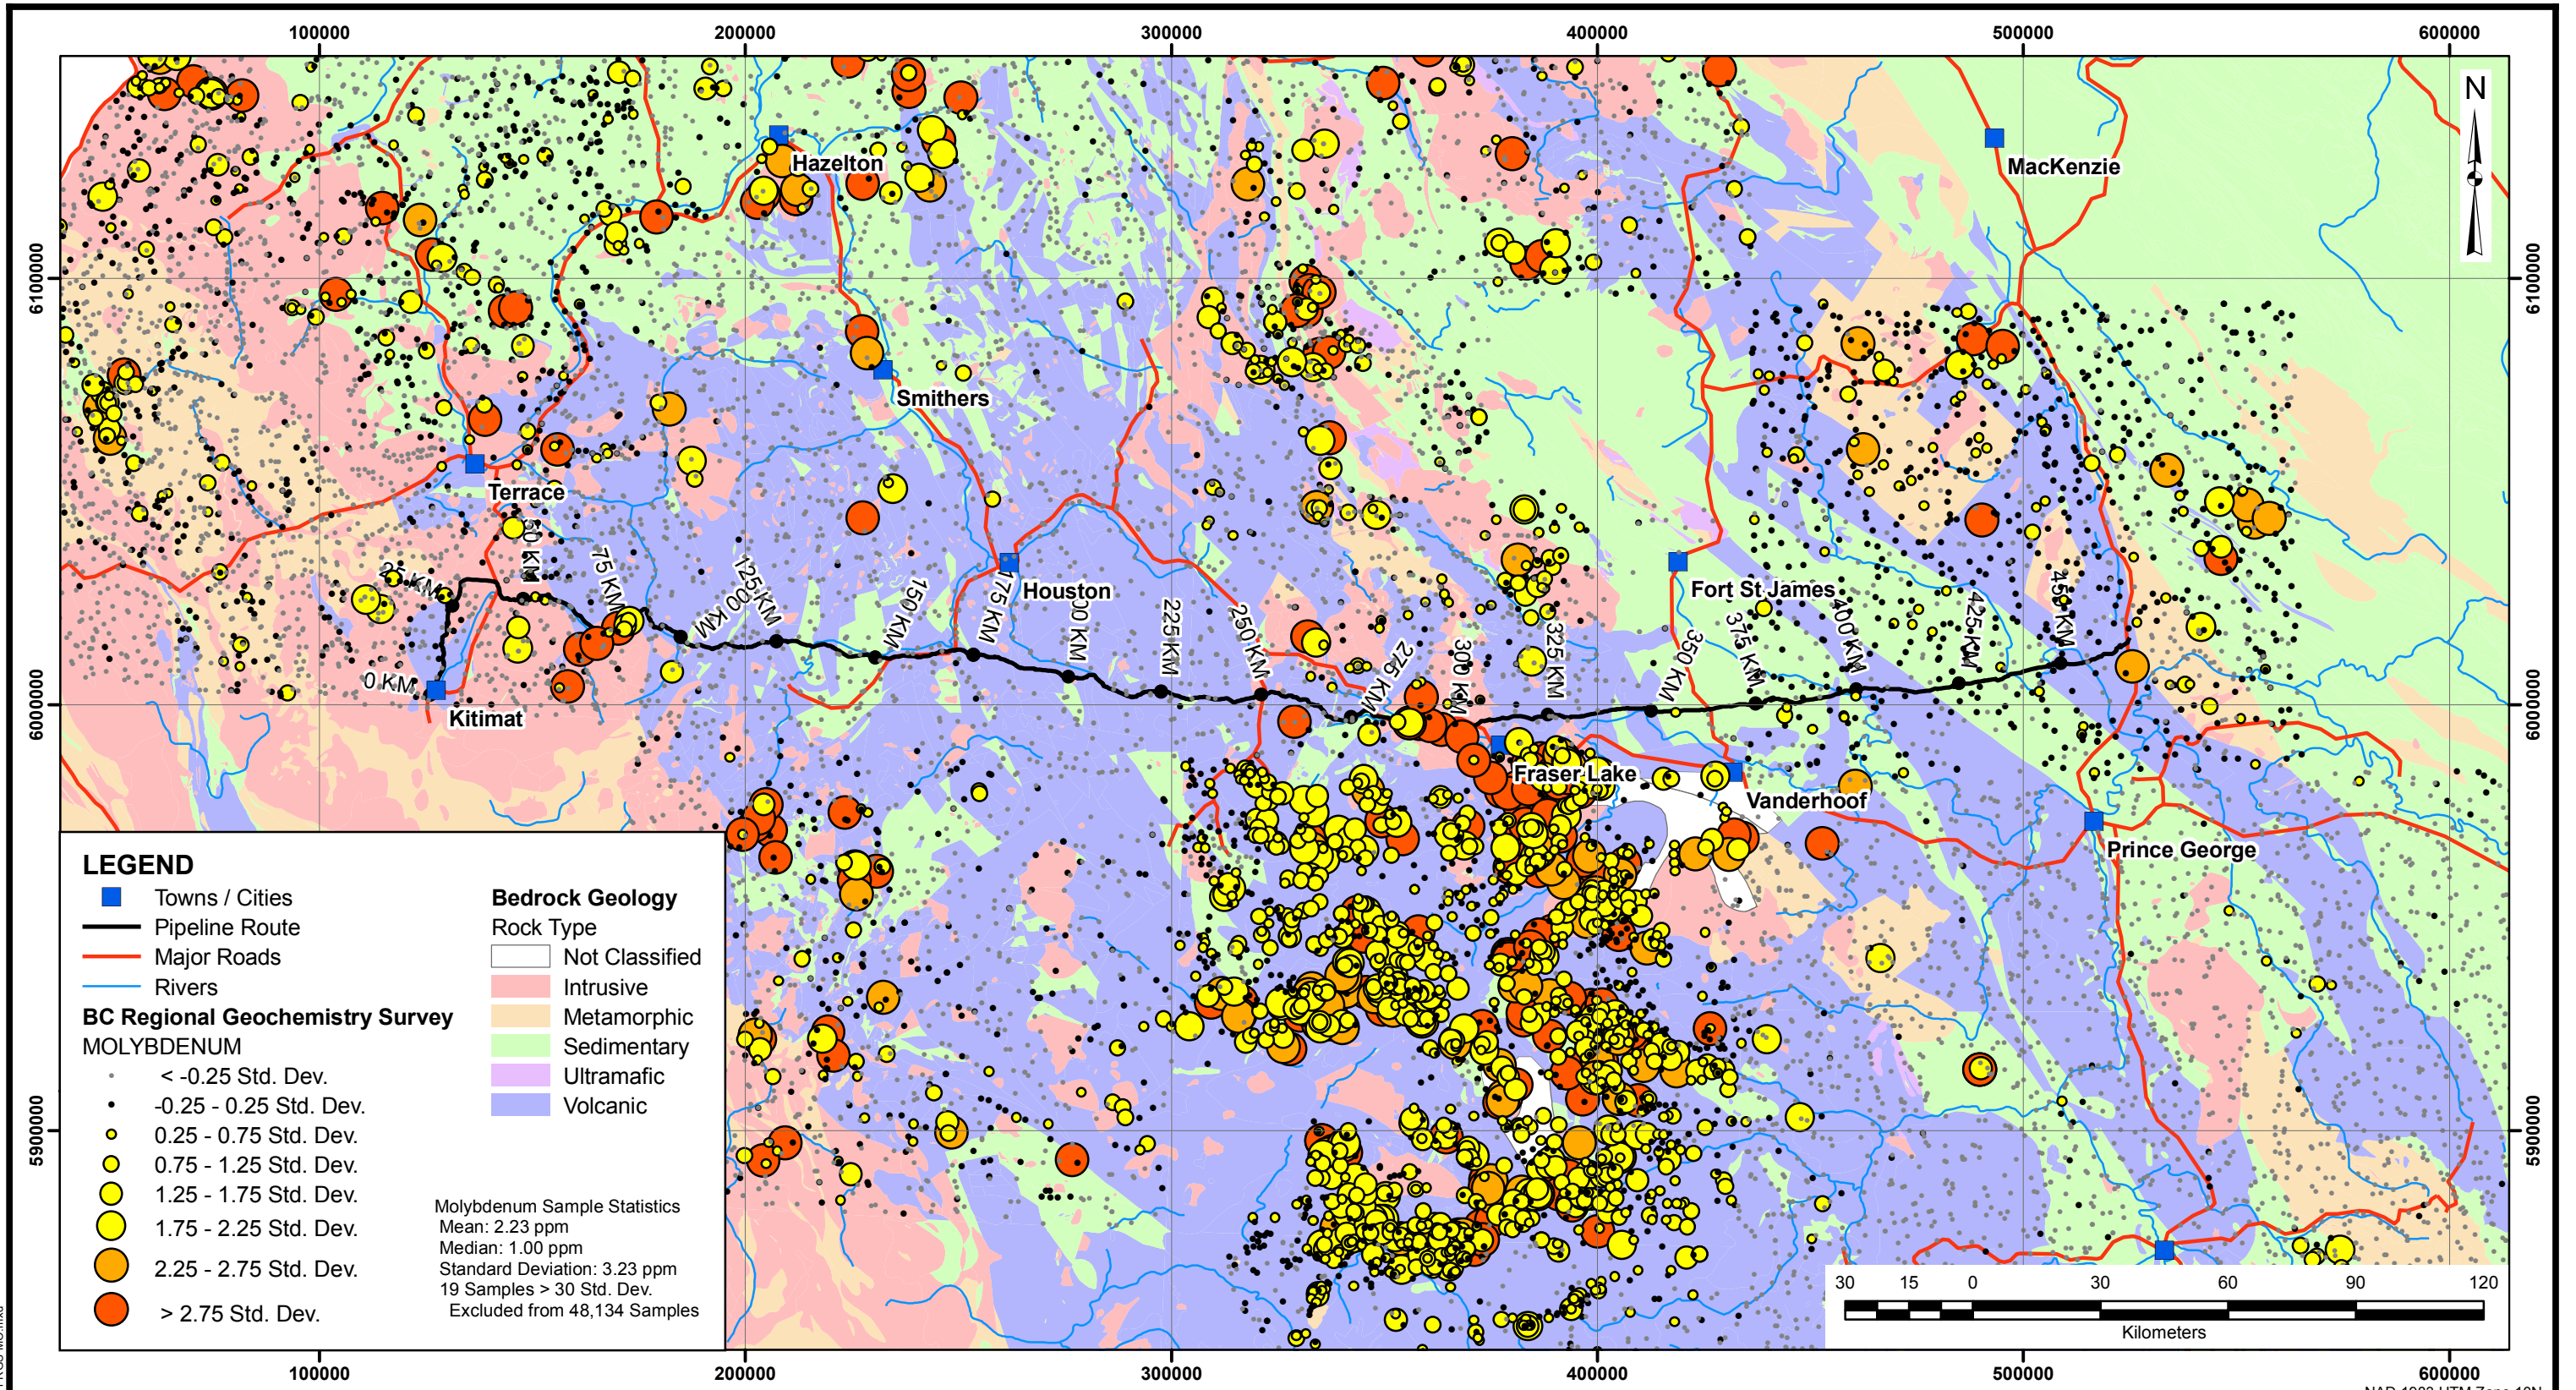 100000 200000 300000 400000 500000 600000
N
Hazelton
MacKenzie
6100000 6100000
Smithers
Terrace
50 KM
25 KM
75 KM
125 KM
100 KM
150 KM
175 KM
Houston
225 KM
250 KM
275 KM
300 KM
325 KM
350 KM
Fort St James
375 KM
400 KM
425 KM
450 KM
0 KM
Kitimat
6000000 6000000
Fraser Lake
Vanderhoof
Prince George
LEGEND
Towns / Cities
Pipeline Route
Major Roads
Rivers
BC Regional Geochemistry Survey
MOLYBDENUM
< -0.25 Std. Dev.
-0.25 - 0.25 Std. Dev.
0.25 - 0.75 Std. Dev.
0.75 - 1.25 Std. Dev.
1.25 - 1.75 Std. Dev.
1.75 - 2.25 Std. Dev.
2.25 - 2.75 Std. Dev.
> 2.75 Std. Dev.
Bedrock Geology
Rock Type
Not Classified
Intrusive
Metamorphic
Sedimentary
Ultramafic
Volcanic
Molybdenum Sample Statistics
Mean: 2.23 ppm
Median: 1.00 ppm
Standard Deviation: 3.23 ppm
19 Samples > 30 Std. Dev.
Excluded from 48,134 Samples
5900000 5900000
30 15 0 30 60 90 120
Kilometers
100000 200000 300000 400000 500000 600000